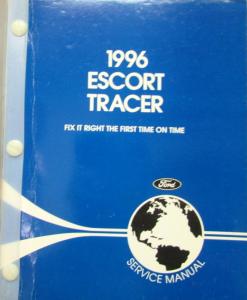 1996
ESCORT
TRACER
FIX IT RIGHT THE FIRST TIME ON TIME
Ford
SERVICE MANUAL